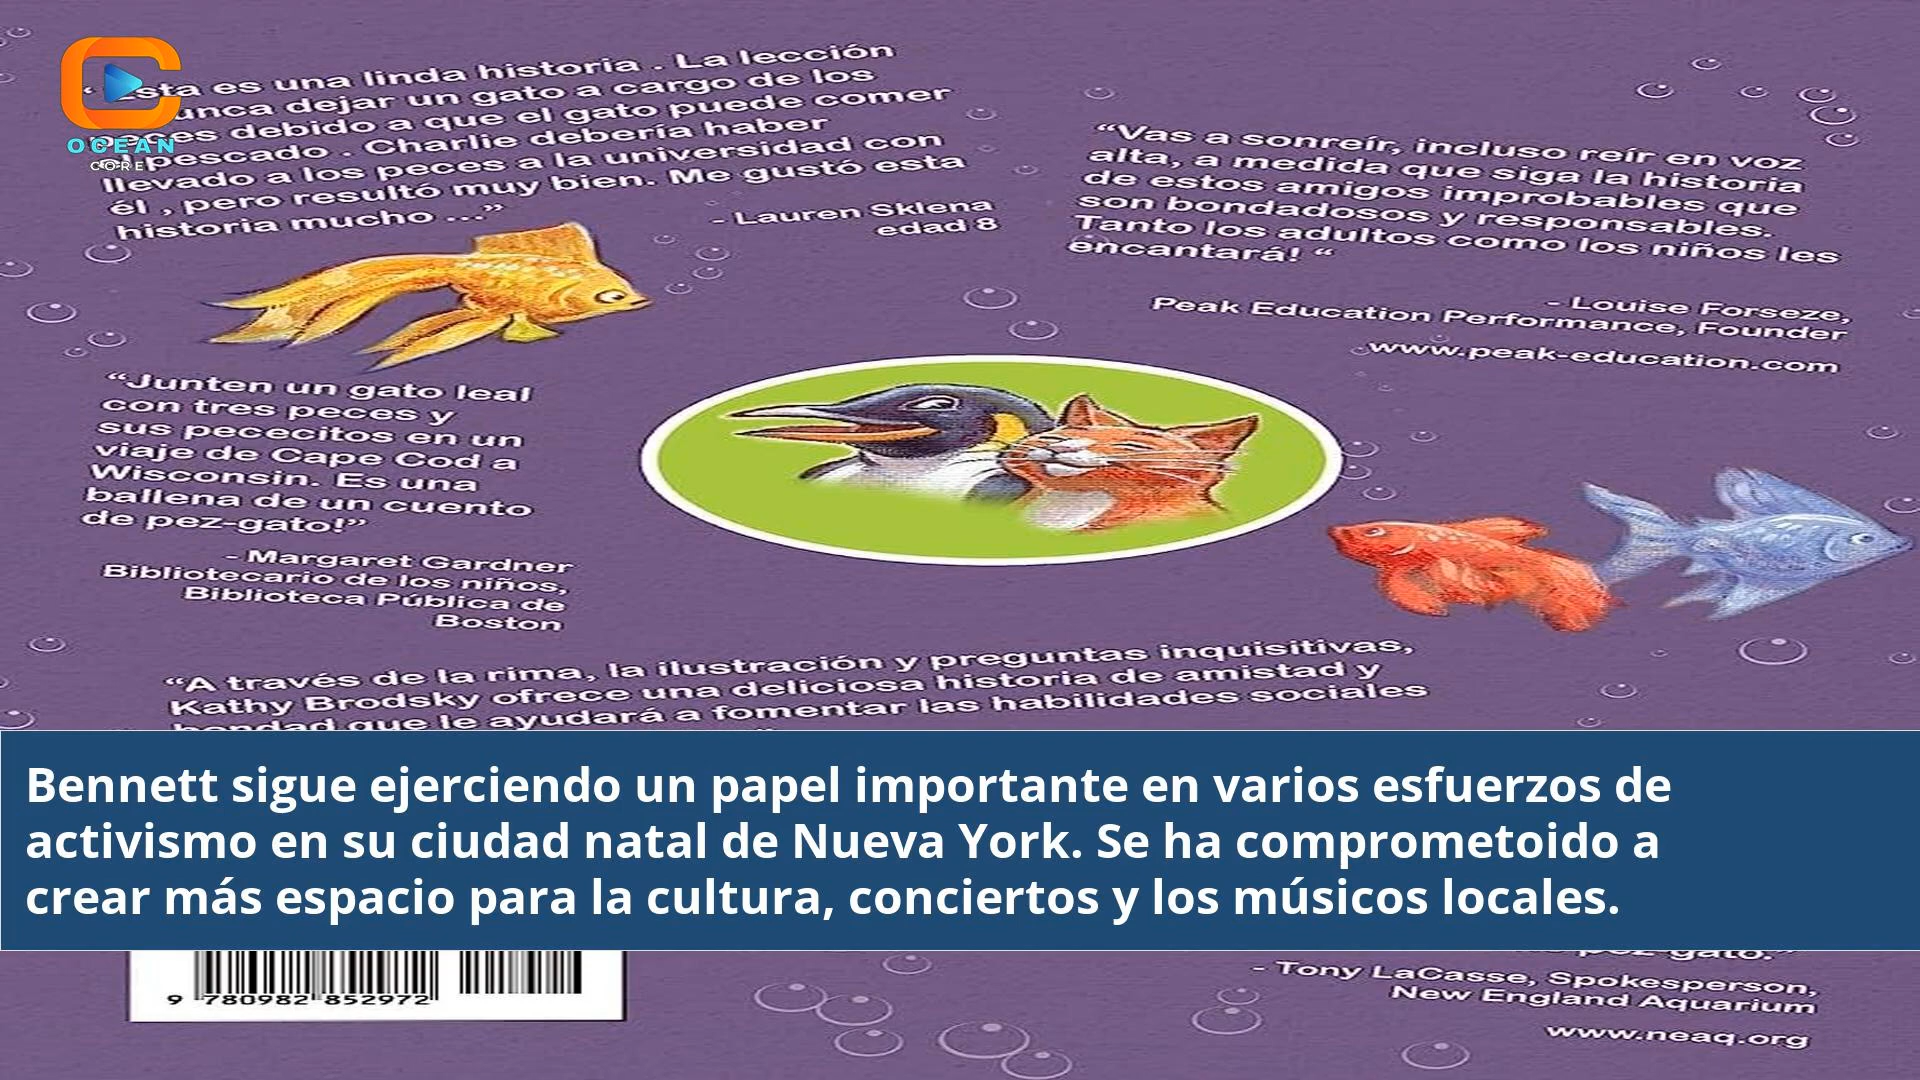 OCEAN
CORE
es una linda historia . La lección
nunca dejar un gato a cargo de los
peces debido a que el gato puede comer
pescado . Charlie debería haber
llevado a los peces a la universidad con
él , pero resultó muy bien. Me gustó esta
historia mucho ...”
- Lauren Sklena
edad 8
“Vas a sonreír, incluso reír en voz
alta, a medida que siga la historia
de estos amigos improbables que
son bondadosos y responsables.
Tanto los adultos como los niños les
encantará! “
- Louise Forseze,
Peak Education Performance, Founder
www.peak-education.com
“Junten un gato leal
con tres peces y
sus pececitos en un
viaje de Cape Cod a
Wisconsin. Es una
ballena de un cuento
de pez-gato!”
- Margaret Gardner
Bibliotecario de los niños,
Biblioteca Pública de
Boston
“A través de la rima, la ilustración y preguntas inquisitivas,
Kathy Brodsky ofrece una deliciosa historia de amistad y
bondad que le ayudará a fomentar las habilidades sociales
Bennett sigue ejerciendo un papel importante en varios esfuerzos de
activismo en su ciudad natal de Nueva York. Se ha comprometoido a
crear más espacio para la cultura, conciertos y los músicos locales.
pez-gato.”
- Tony LaCasse, Spokesperson,
New England Aquarium
www.neaq.org
9 780982 852972